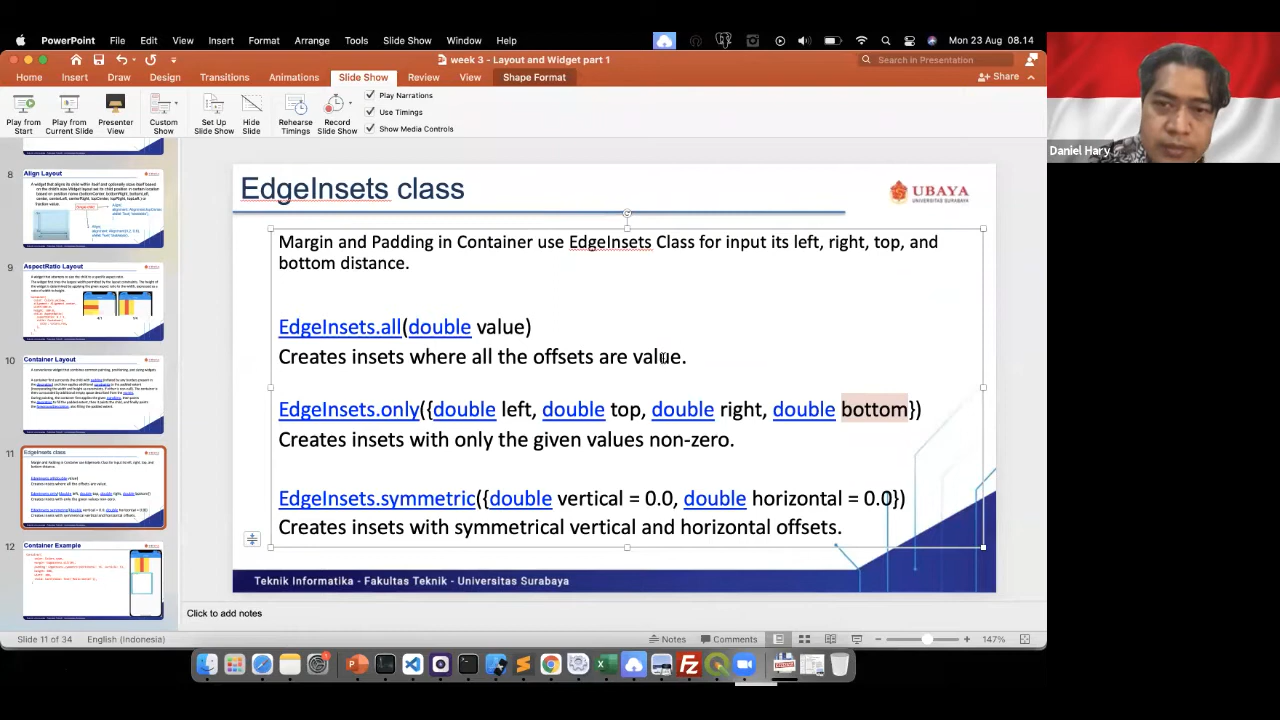 PowerPoint File Edit View Insert Format Arrange Tools Slide Show Window Help Mon 23 Aug 08.14
week 3 - Layout and Widget part 1
Search in Presentation
Home Insert Draw Design Transitions Animations Slide Show Review View Shape Format
Share
Play from Start
Play from Current Slide
Presenter View
Custom Show
Set Up Slide Show
Hide Slide
Rehearse Timings
Record Slide Show
Play Narrations
Use Timings
Show Media Controls
Daniel Hary
8
Align Layout
9
AspectRatio Layout
10
Container Layout
11
EdgeInsets class
12
Container Example
EdgeInsets class
UBAYA
UNIVERSITAS SURABAYA
Margin and Padding in Container use EdgeInsets Class for input its left, right, top, and
bottom distance.
EdgeInsets.all(double value)
Creates insets where all the offsets are value.
EdgeInsets.only({double left, double top, double right, double bottom})
Creates insets with only the given values non-zero.
EdgeInsets.symmetric({double vertical = 0.0, double horizontal = 0.0})
Creates insets with symmetrical vertical and horizontal offsets.
Teknik Informatika - Fakultas Teknik - Universitas Surabaya
Click to add notes
Slide 11 of 34 English (Indonesia) Notes Comments 147%